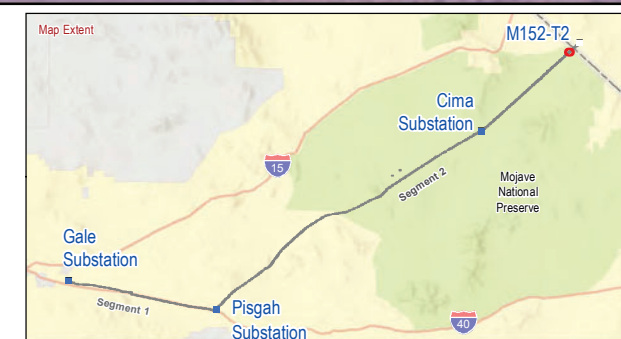 Map Extent
M152-T2
Cima
Substation
15
Segment 2
Mojave
National
Preserve
Gale
Substation
Segment 1
Pisgah
Substation
40